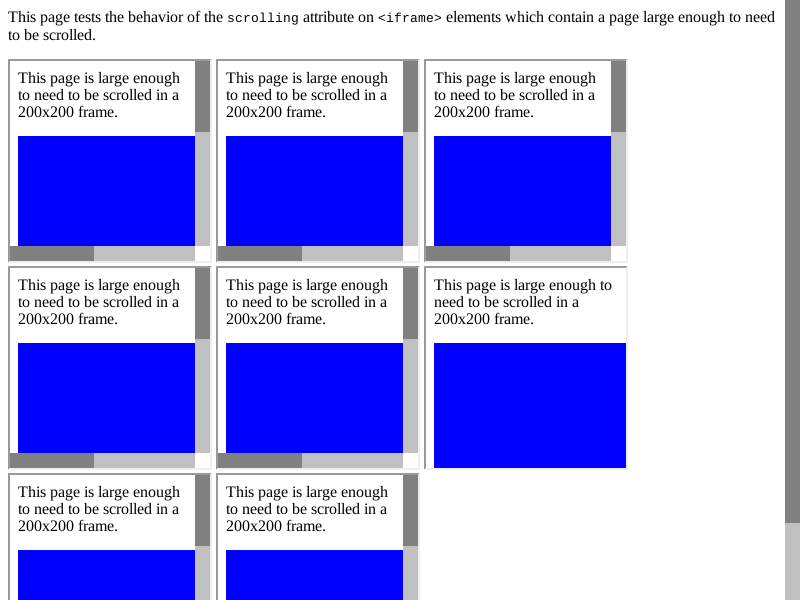 This page tests the behavior of the scrolling attribute on <iframe> elements which contain a page large enough to need
to be scrolled.
This page is large enough
to need to be scrolled in a
200x200 frame.
This page is large enough
to need to be scrolled in a
200x200 frame.
This page is large enough
to need to be scrolled in a
200x200 frame.
This page is large enough
to need to be scrolled in a
200x200 frame.
This page is large enough
to need to be scrolled in a
200x200 frame.
This page is large enough to
need to be scrolled in a
200x200 frame.
This page is large enough
to need to be scrolled in a
200x200 frame.
This page is large enough
to need to be scrolled in a
200x200 frame.